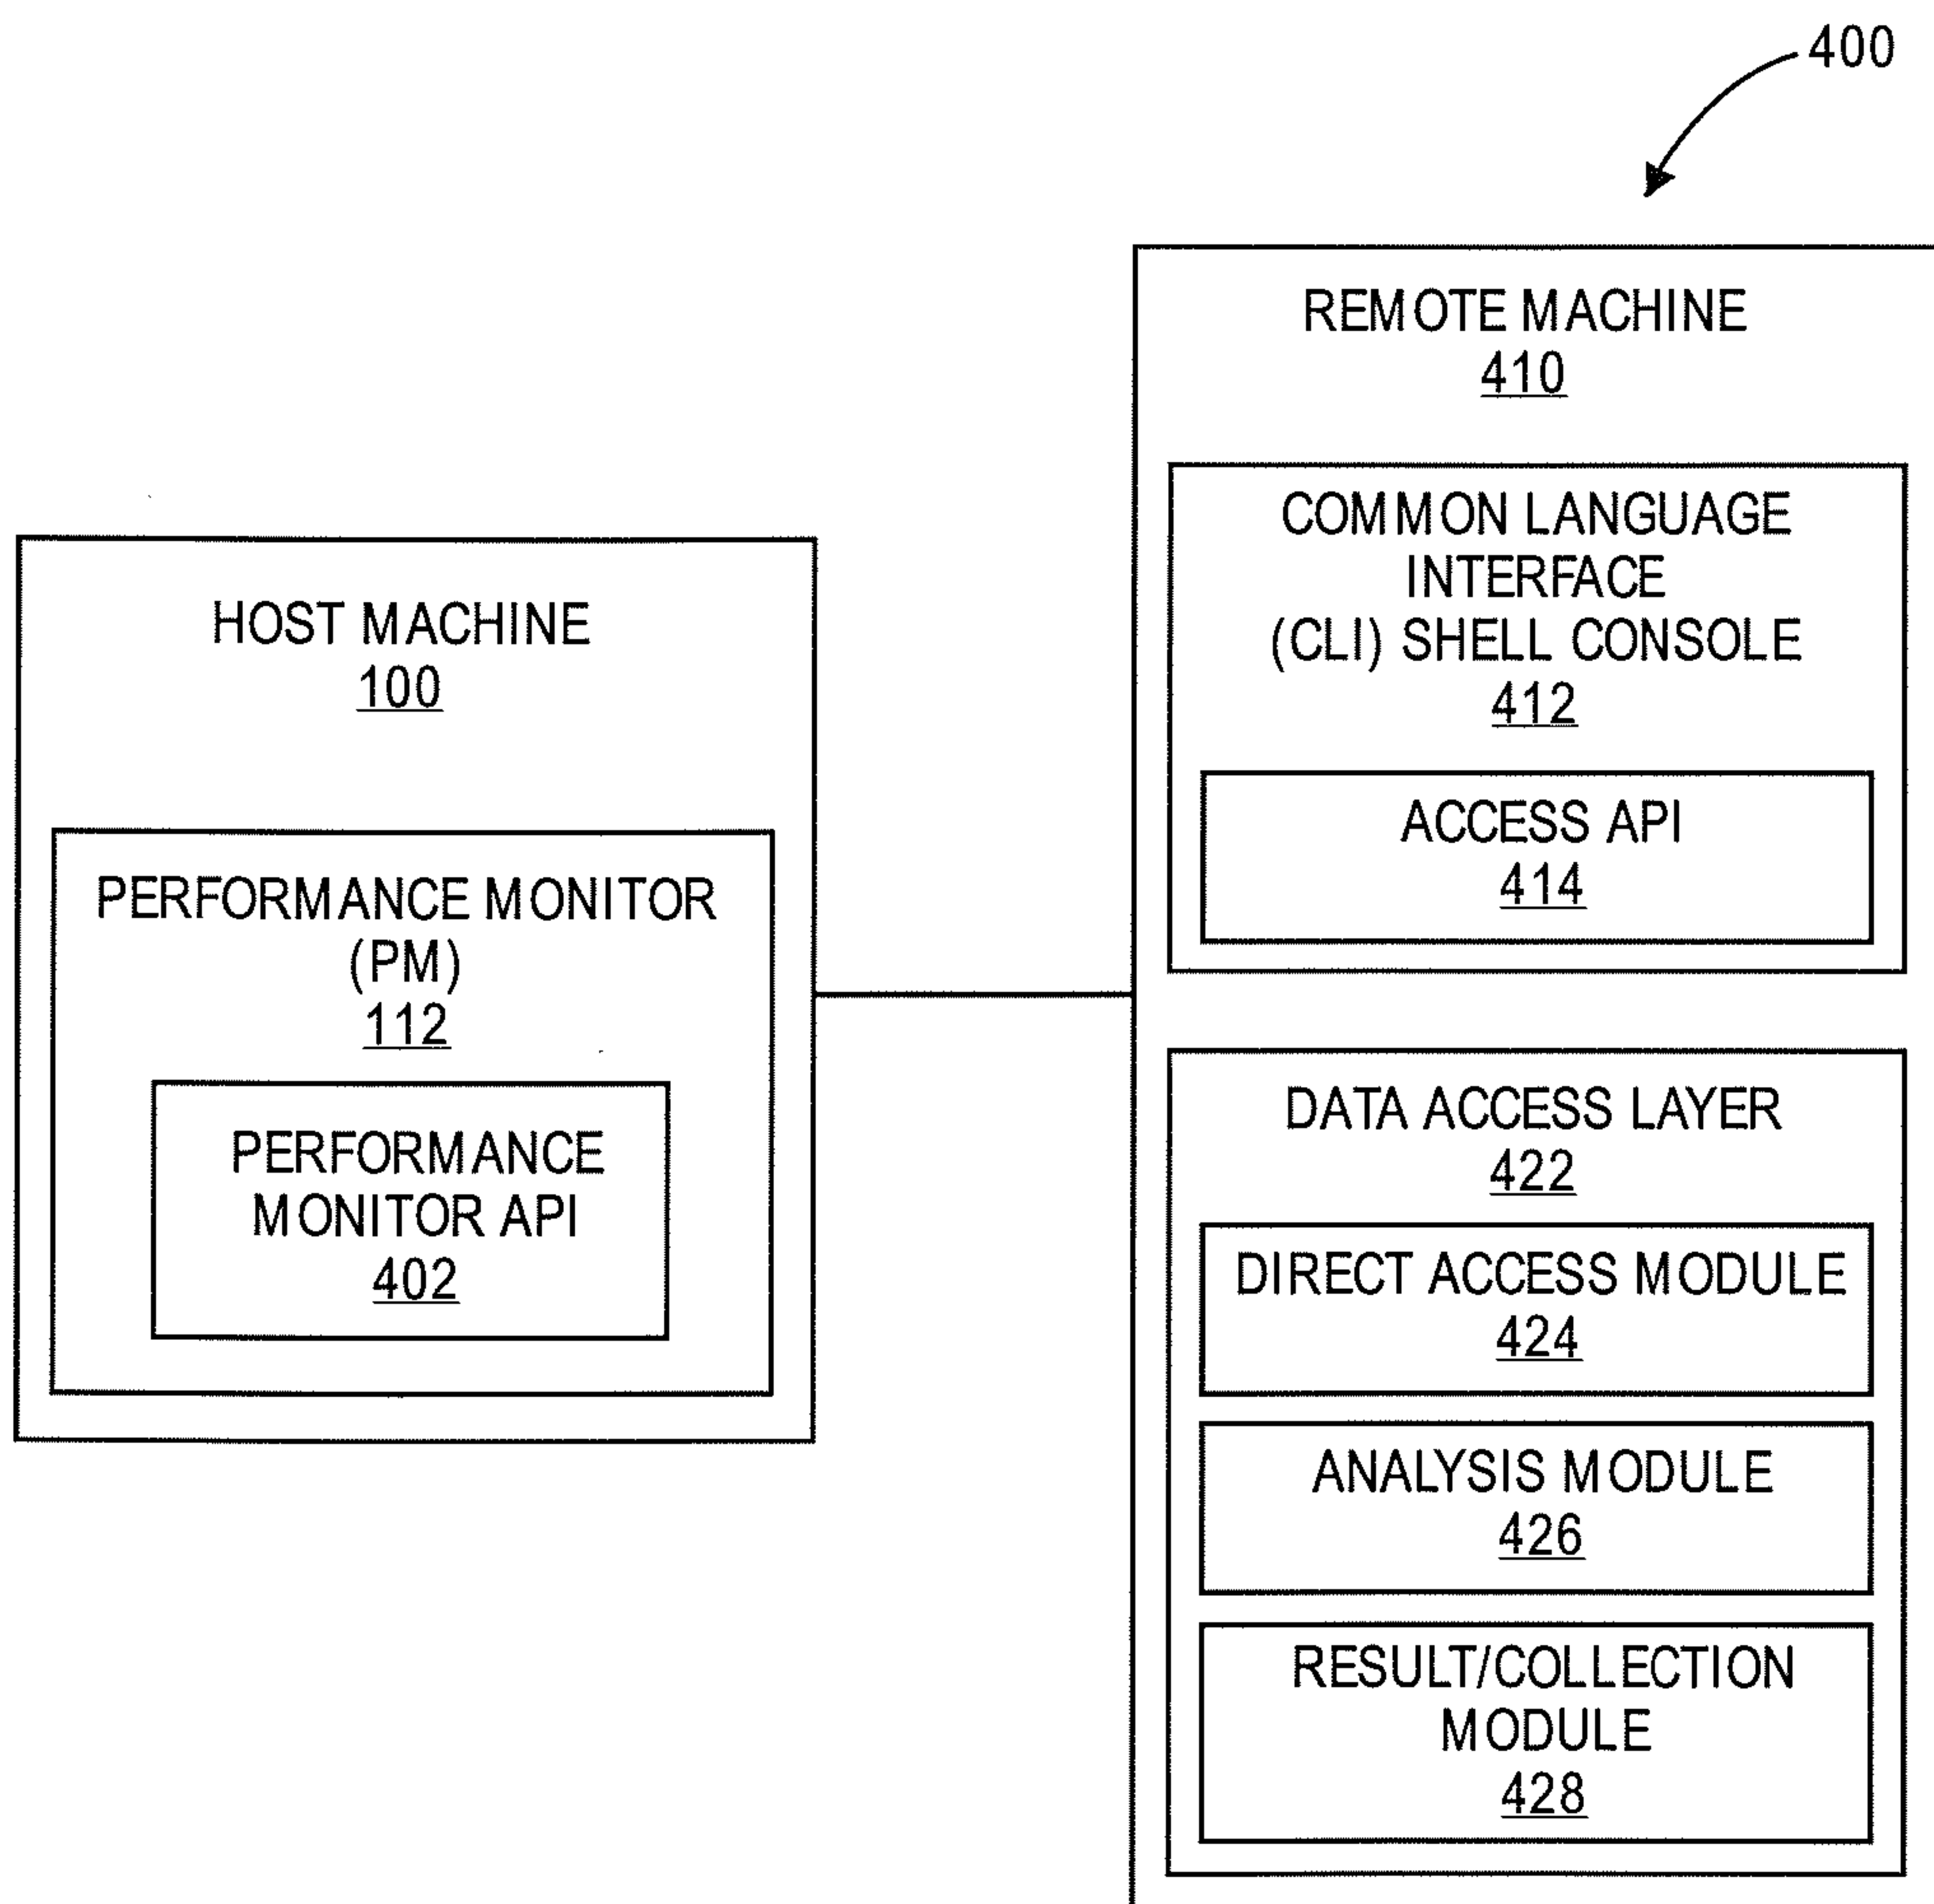 400
HOST MACHINE
100
PERFORMANCE MONITOR
(PM)
112
PERFORMANCE
MONITOR API
402
REMOTE MACHINE
410
COMMON LANGUAGE
INTERFACE
(CLI) SHELL CONSOLE
412
ACCESS API
414
DATA ACCESS LAYER
422
DIRECT ACCESS MODULE
424
ANALYSIS MODULE
426
RESULT/COLLECTION
MODULE
428